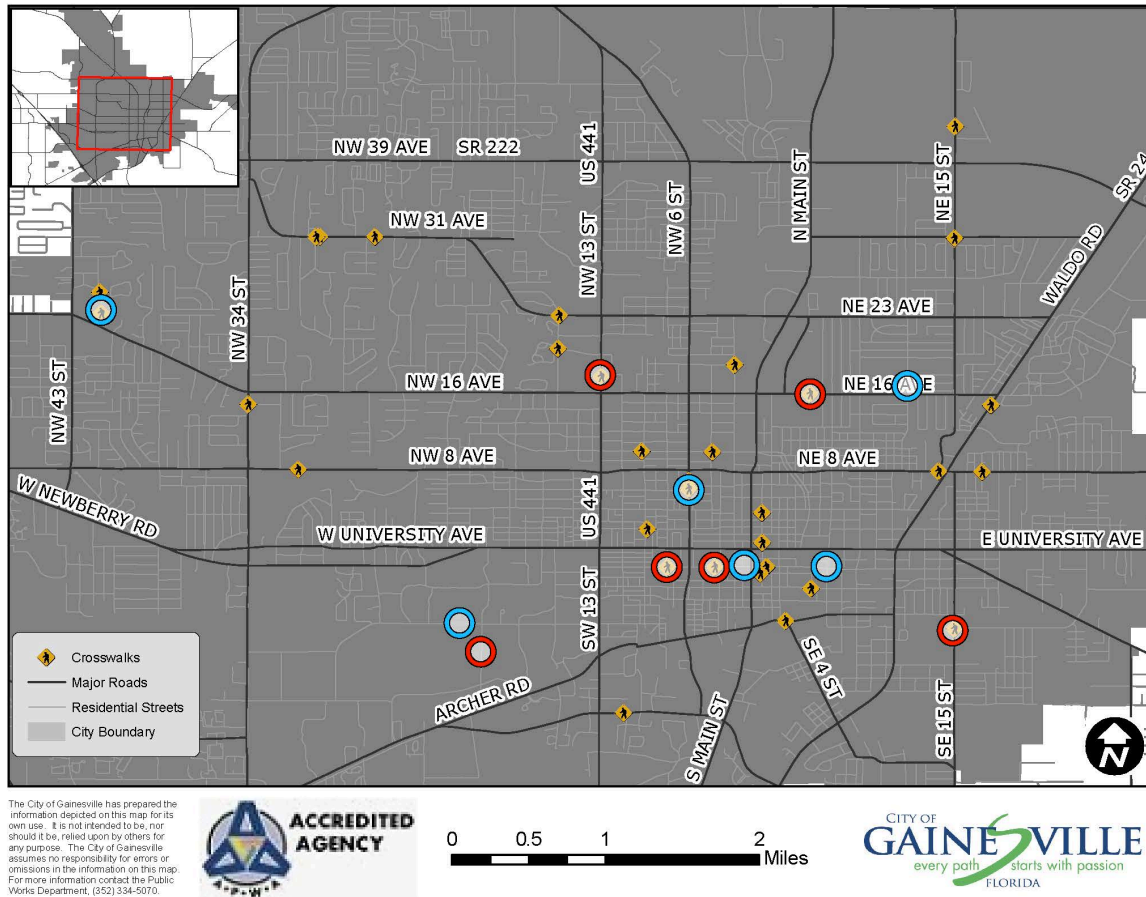 NW 39 AVE SR 222
US 441
NW 13 ST
NW 6 ST
N MAIN ST
NE 15 ST
SR 24
WALDO RD
NW 31 AVE
NW 34 ST
NE 23 AVE
NW 43 ST
NW 16 AVE
NE 16 AVE
NW 8 AVE
NE 8 AVE
W NEWBERRY RD
US 441
W UNIVERSITY AVE
E UNIVERSITY AVE
SW 13 ST
ARCHER RD
SE 4 ST
S MAIN ST
SE 15 ST
Crosswalks
Major Roads
Residential Streets
City Boundary
N
The City of Gainesville has prepared the
information depicted on this map for its
own use. It is not intended to be, nor
should it be, relied upon by others for
any purpose. The City of Gainesville
assumes no responsibility for errors or
omissions in the information on this map.
For more information contact the Public
Works Department, (352) 334-5070.
ACCREDITED
AGENCY
A·P·W·A
0 0.5 1 2
Miles
CITY OF
GAINESVILLE
every path starts with passion
FLORIDA